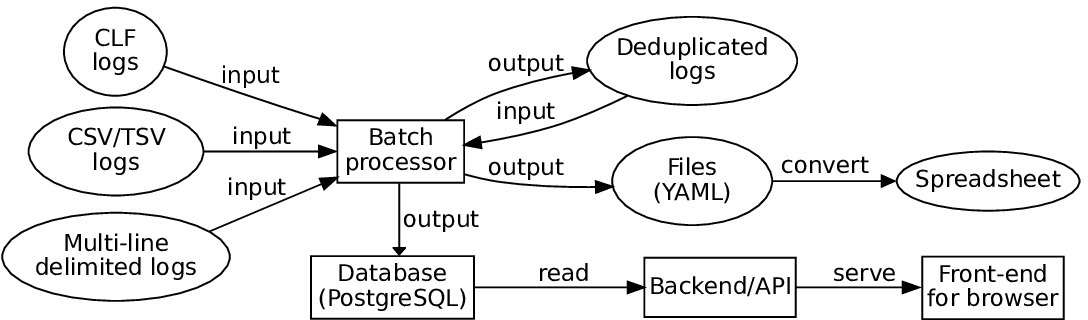 CLF
logs
input
CSV/TSV
logs
input
Multi-line
delimited logs
input
Batch
processor
output
Deduplicated
logs
input
output
Files
(YAML)
convert
Spreadsheet
output
Database
(PostgreSQL)
read
Backend/API
serve
Front-end
for browser